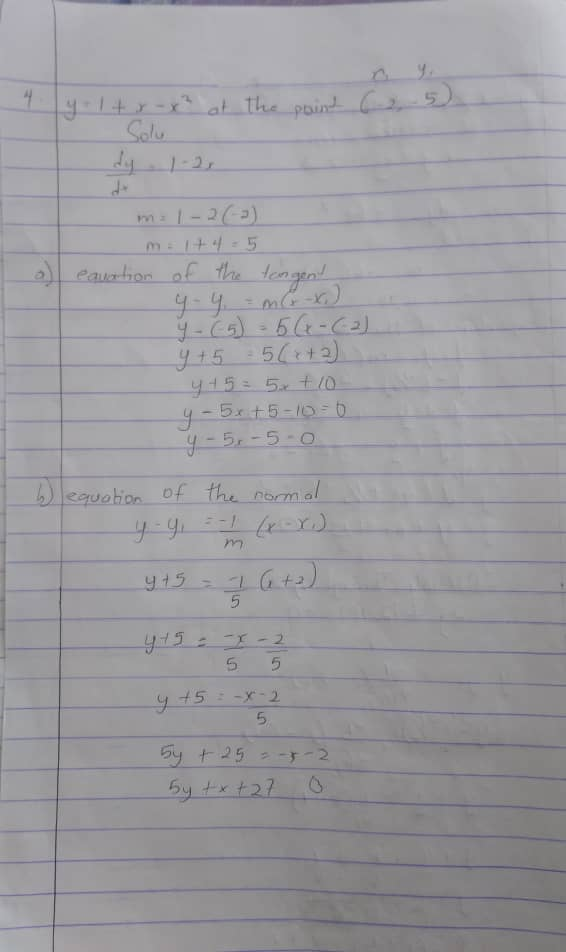 x₁ y₁
4. y = 1 + x - x² at the point (-2, -5)
Solu
dy/dx = 1 - 2x
m = 1 - 2(-2)
m = 1 + 4 = 5
a) equation of the tangent
y - y₁ = m(x - x₁)
y - (-5) = 5(x - (-2)
y + 5 = 5(x + 2)
y + 5 = 5x + 10
y - 5x + 5 - 10 = 0
y - 5x - 5 = 0
b) equation of the normal
y - y₁ = -1/m (x - x₁)
y + 5 = -1/5 (x + 2)
y + 5 = -x/5 - 2/5
y + 5 = -x - 2/5
5y + 25 = -x - 2
5y + x + 27 0